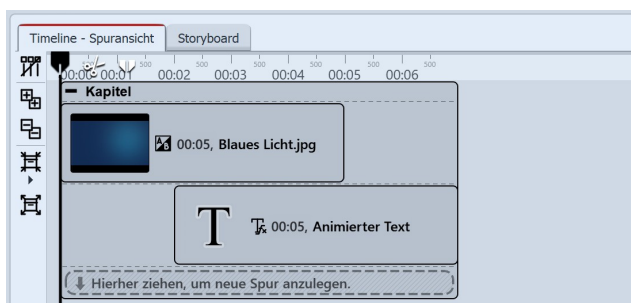 Timeline - Spuransicht Storyboard
500 500 500 500 500 500
00:00 00:01 00:02 00:03 00:04 00:05 00:06
Kapitel
00:05, Blaues Licht.jpg
T 00:05, Animierter Text
Hierher ziehen, um neue Spur anzulegen.